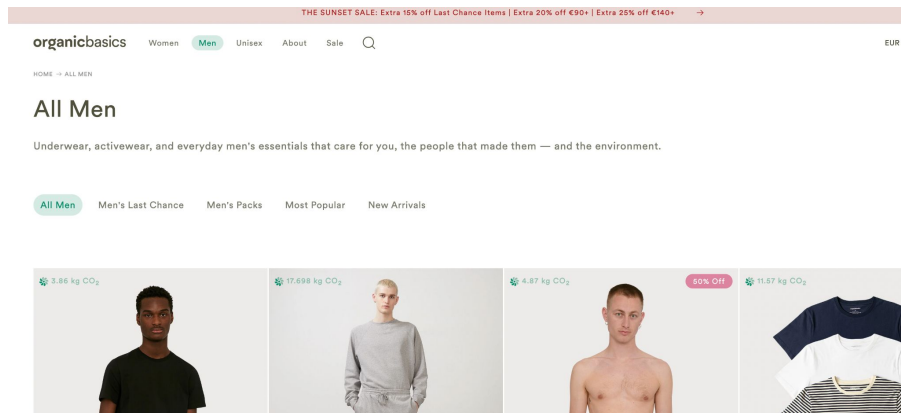 THE SUNSET SALE: Extra 15% off Last Chance Items | Extra 20% off €90+ | Extra 25% off €140+ →
organicbasics Women Men Unisex About Sale EUR
HOME → ALL MEN
All Men
Underwear, activewear, and everyday men's essentials that care for you, the people that made them — and the environment.
All Men Men's Last Chance Men's Packs Most Popular New Arrivals
3.86 kg CO₂ 17.698 kg CO₂ 4.87 kg CO₂ 50% Off 11.57 kg CO₂